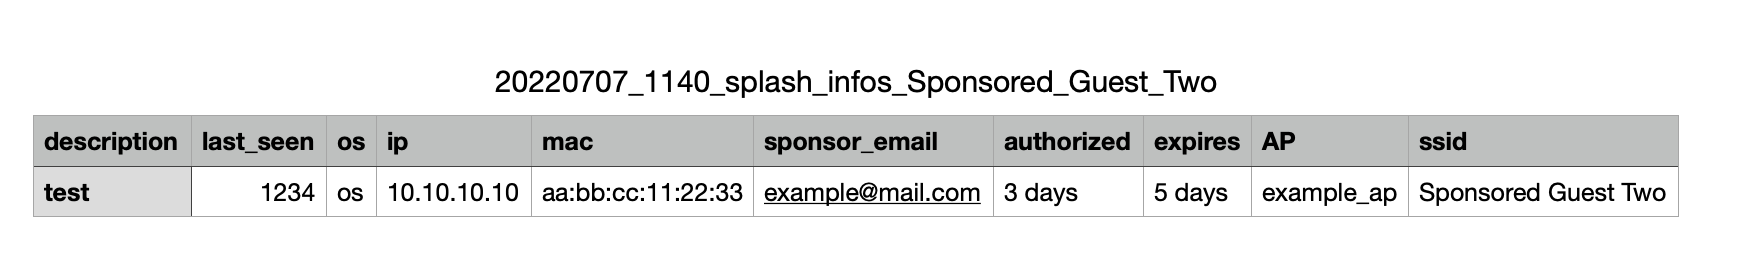 20220707_1140_splash_infos_Sponsored_Guest_Two
description last_seen os ip mac sponsor_email authorized expires AP ssid
test 1234 os 10.10.10.10 aa:bb:cc:11:22:33 example@mail.com 3 days 5 days example_ap Sponsored Guest Two